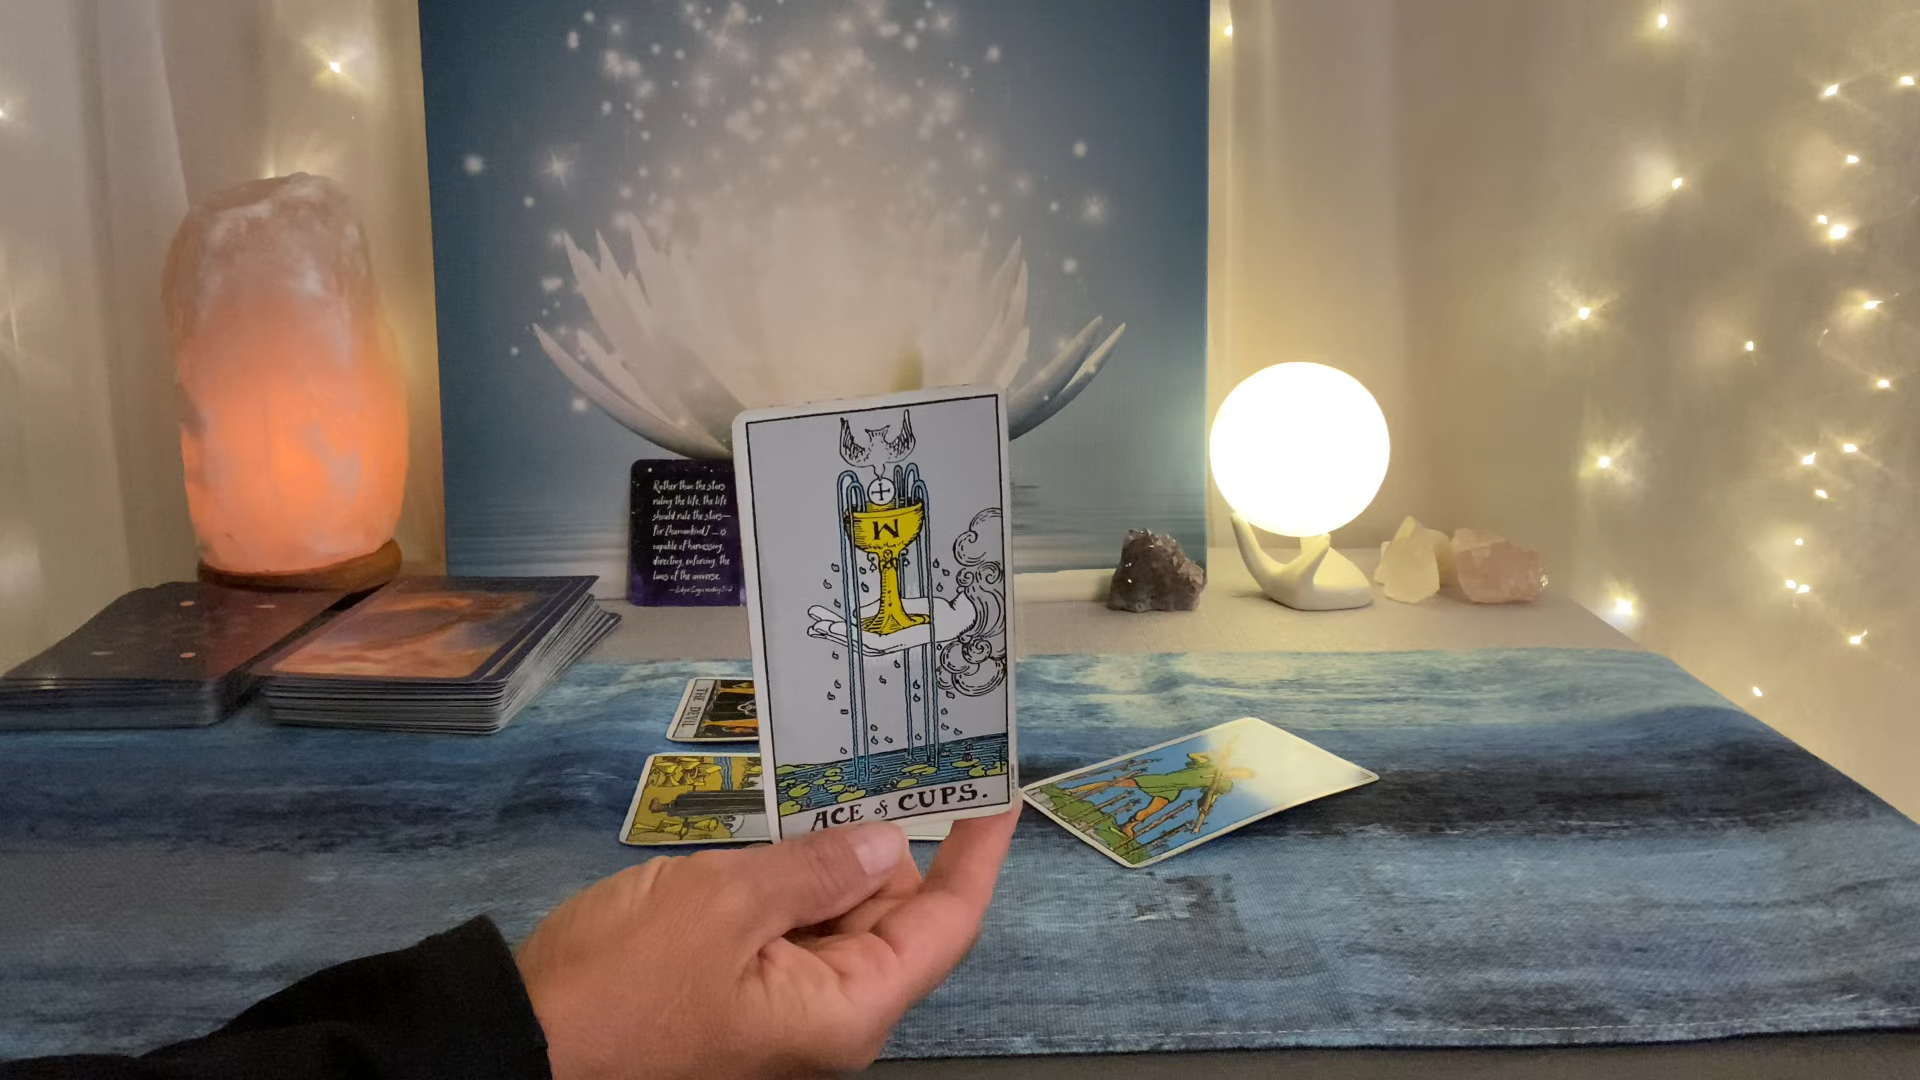 Rather than the stars
ruling the life, the life
should rule the stars—
for [humankind] is
capable of harnessing,
directing, enforcing, the
laws of the universe.
W
ACE of CUPS.
THE DEVIL